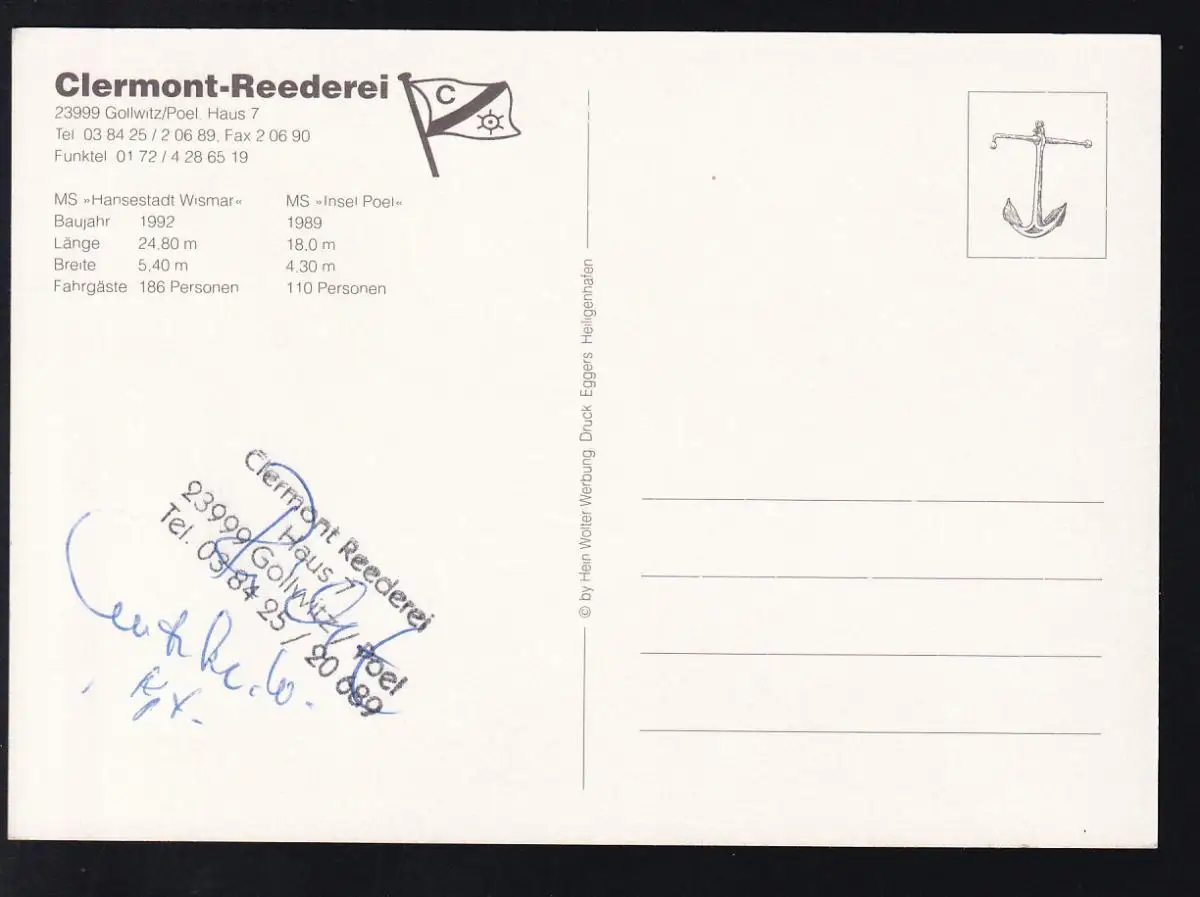 Clermont-Reederei
C
23999 Gollwitz/Poel. Haus 7
Tel 03 84 25 / 2 06 89, Fax 2 06 90
Funktel 01 72 / 4 28 65 19
MS »Hansestadt Wismar« MS »Insel Poel«
Baujahr 1992 1989
Länge 24,80 m 18,0 m
Breite 5,40 m 4,30 m
Fahrgäste 186 Personen 110 Personen
© by Hein Wolter Werbung, Druck Eggers Heiligenhafen
Clermont Reederei
Haus 7
23999 Gollwitz / Poel
Tel. 03 84 25 / 20 689